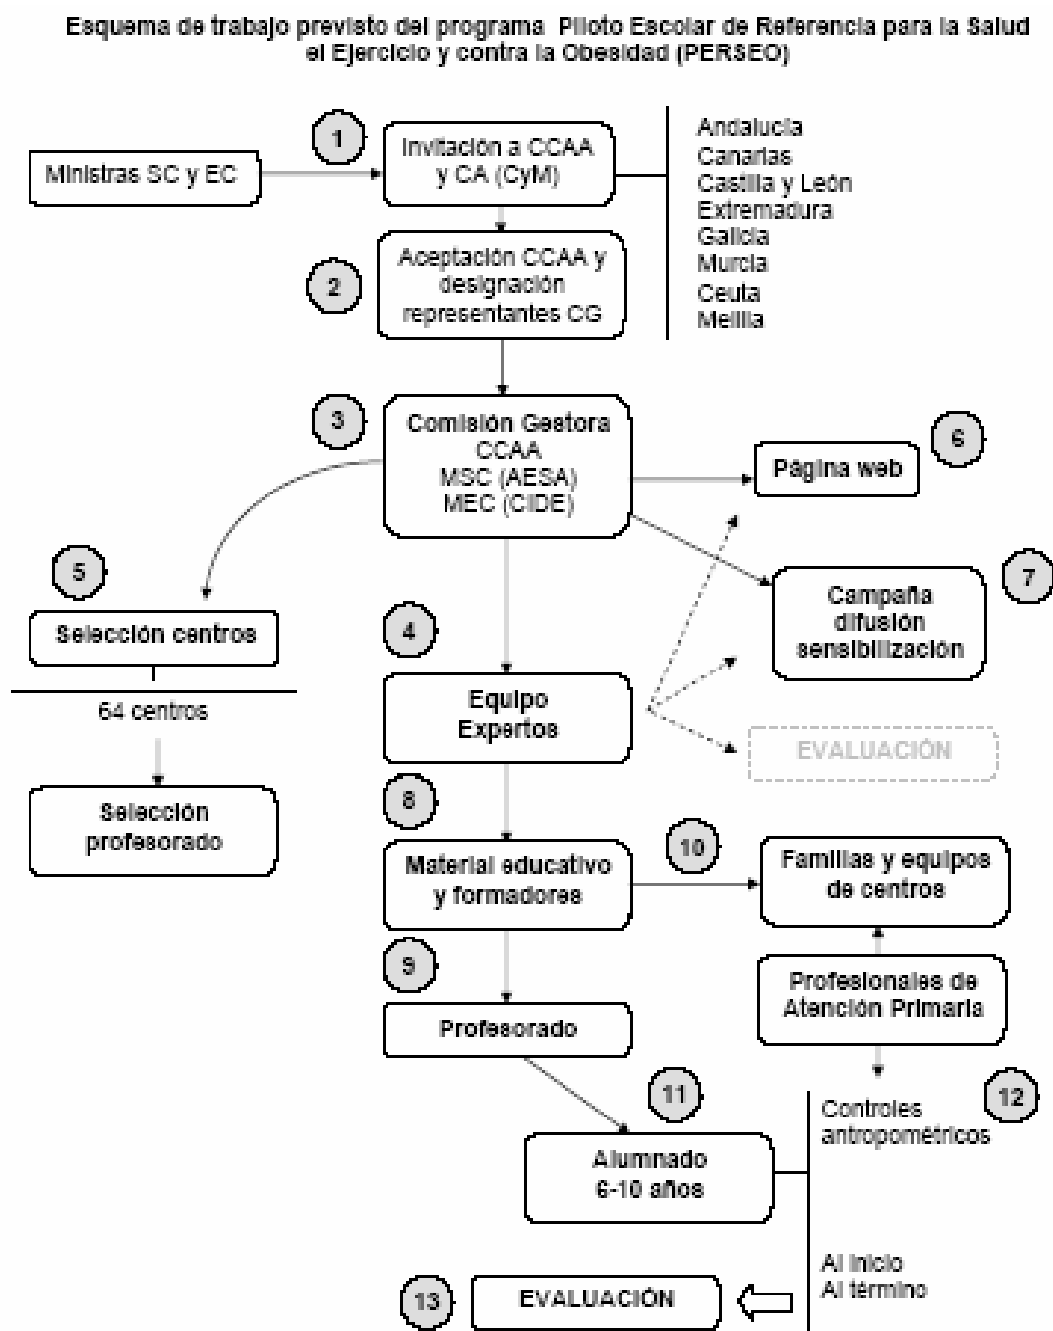 Esquema de trabajo previsto del programa Piloto Escolar de Referencia para la Salud
el Ejercicio y contra la Obesidad (PERSEO)
1
Ministras SC y EC
Invitación a CCAA
y CA (CyM)
Andalucía
Canarias
Castilla y León
Extremadura
Galicia
Murcia
Ceuta
Melilla
2
Aceptación CCAA y
designación
representantes CG
3
Comisión Gestora
CCAA
MSC (AESA)
MEC (CIDE)
6
Página web
5
Selección centros
64 centros
Selección
profesorado
7
Campaña
difusión
sensibilización
4
Equipo
Expertos
EVALUACIÓN
8
Material educativo
y formadores
10
Familias y equipos
de centros
9
Profesorado
Profesionales de
Atención Primaria
11
Alumnado
6-10 años
12
Controles
antropométricos
Al inicio
Al término
13
EVALUACIÓN